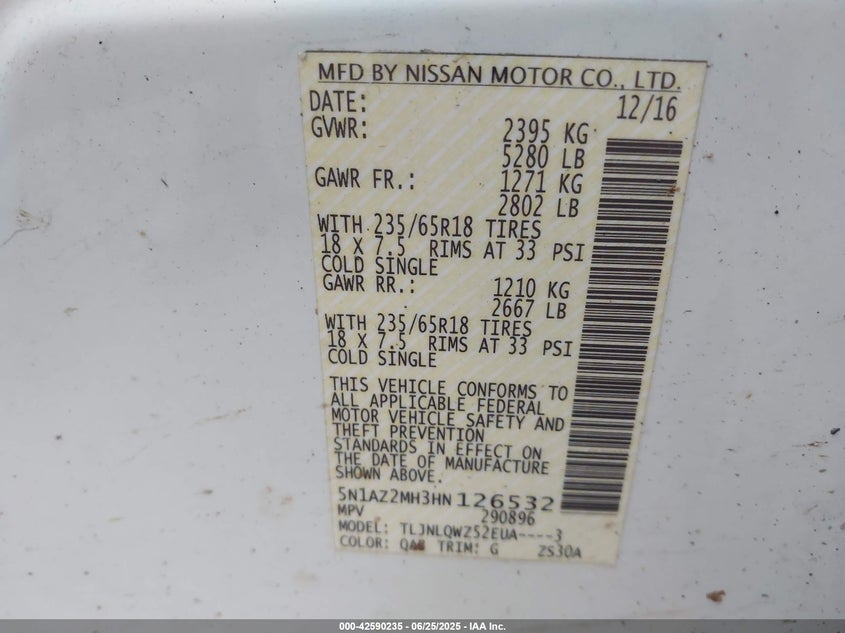 MFD BY NISSAN MOTOR CO., LTD.
DATE: 12/16
GVWR: 2395 KG
5280 LB
GAWR FR.: 1271 KG
2802 LB
WITH 235/65R18 TIRES
18 X 7.5 RIMS AT 33 PSI
COLD SINGLE
GAWR RR.: 1210 KG
2667 LB
WITH 235/65R18 TIRES
18 X 7.5 RIMS AT 33 PSI
COLD SINGLE
THIS VEHICLE CONFORMS TO
ALL APPLICABLE FEDERAL
MOTOR VEHICLE SAFETY AND
THEFT PREVENTION
STANDARDS IN EFFECT ON
THE DATE OF MANUFACTURE
SHOWN ABOVE.
5N1AZ2MH3HN126532
MPV 290896
MODEL: TLJNLQWZ52EUA----3
COLOR: QAB TRIM: G ZS30A
000-42590235 - 06/25/2025 - IAA Inc.